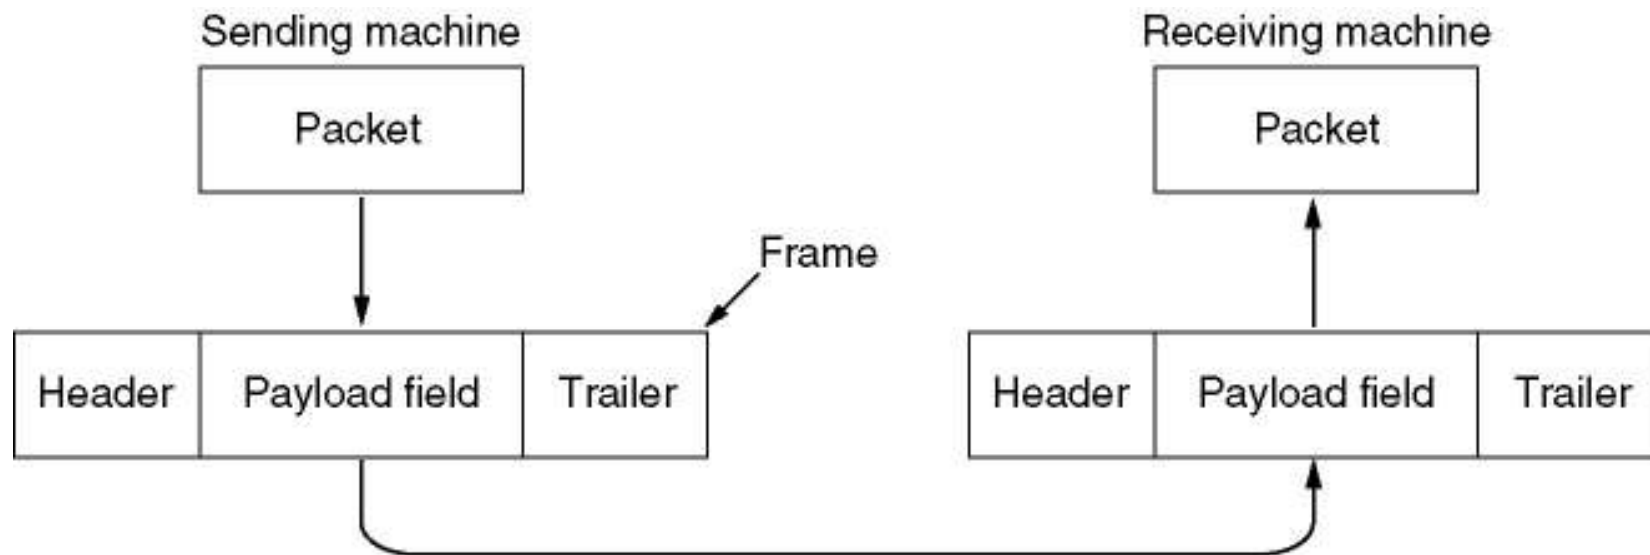 Sending machine
Receiving machine
Packet
Packet
Frame
Header
Payload field
Trailer
Header
Payload field
Trailer